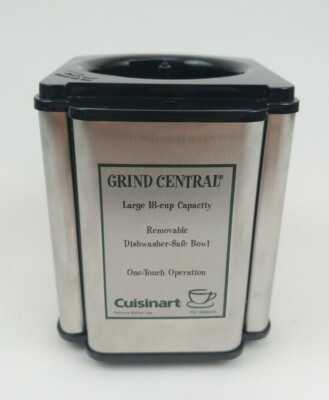 GRIND CENTRAL®
Large 18-cup Capacity
Removable
Dishwasher-Safe Bowl
One-Touch Operation
Cuisinart